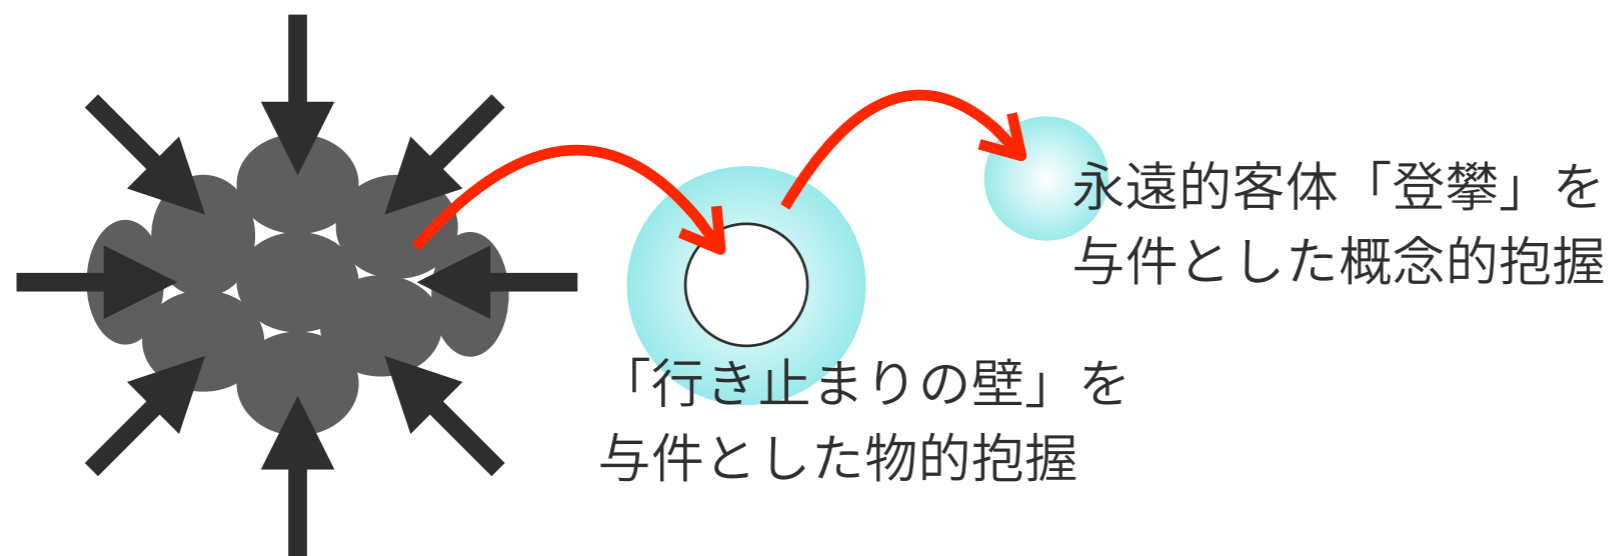 永遠的客体「登攀」を
与件とした概念的抱握
「行き止まりの壁」を
与件とした物的抱握